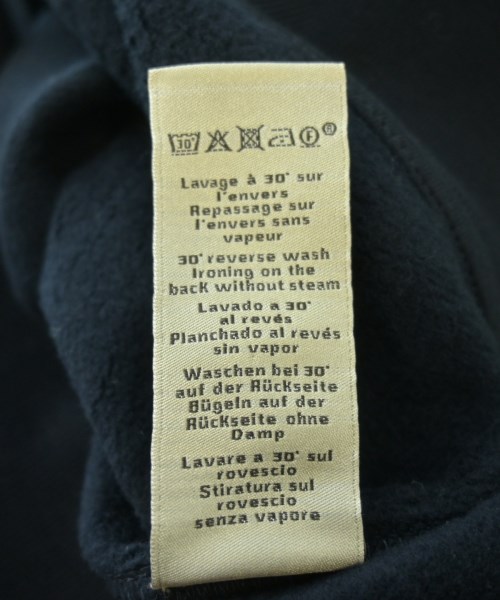 30° F ®
Lavage à 30° sur
l'envers
Repassage sur
l'envers sans
vapeur
30° reverse wash
Ironing on the
back without steam
Lavado a 30°
al revés
Planchado al revés
sin vapor
Waschen bei 30°
auf der Rückseite
Bügeln auf der
Rückseite ohne
Damp
Lavare a 30° sul
rovescio
Stiratura sul
rovescio
senza vapore